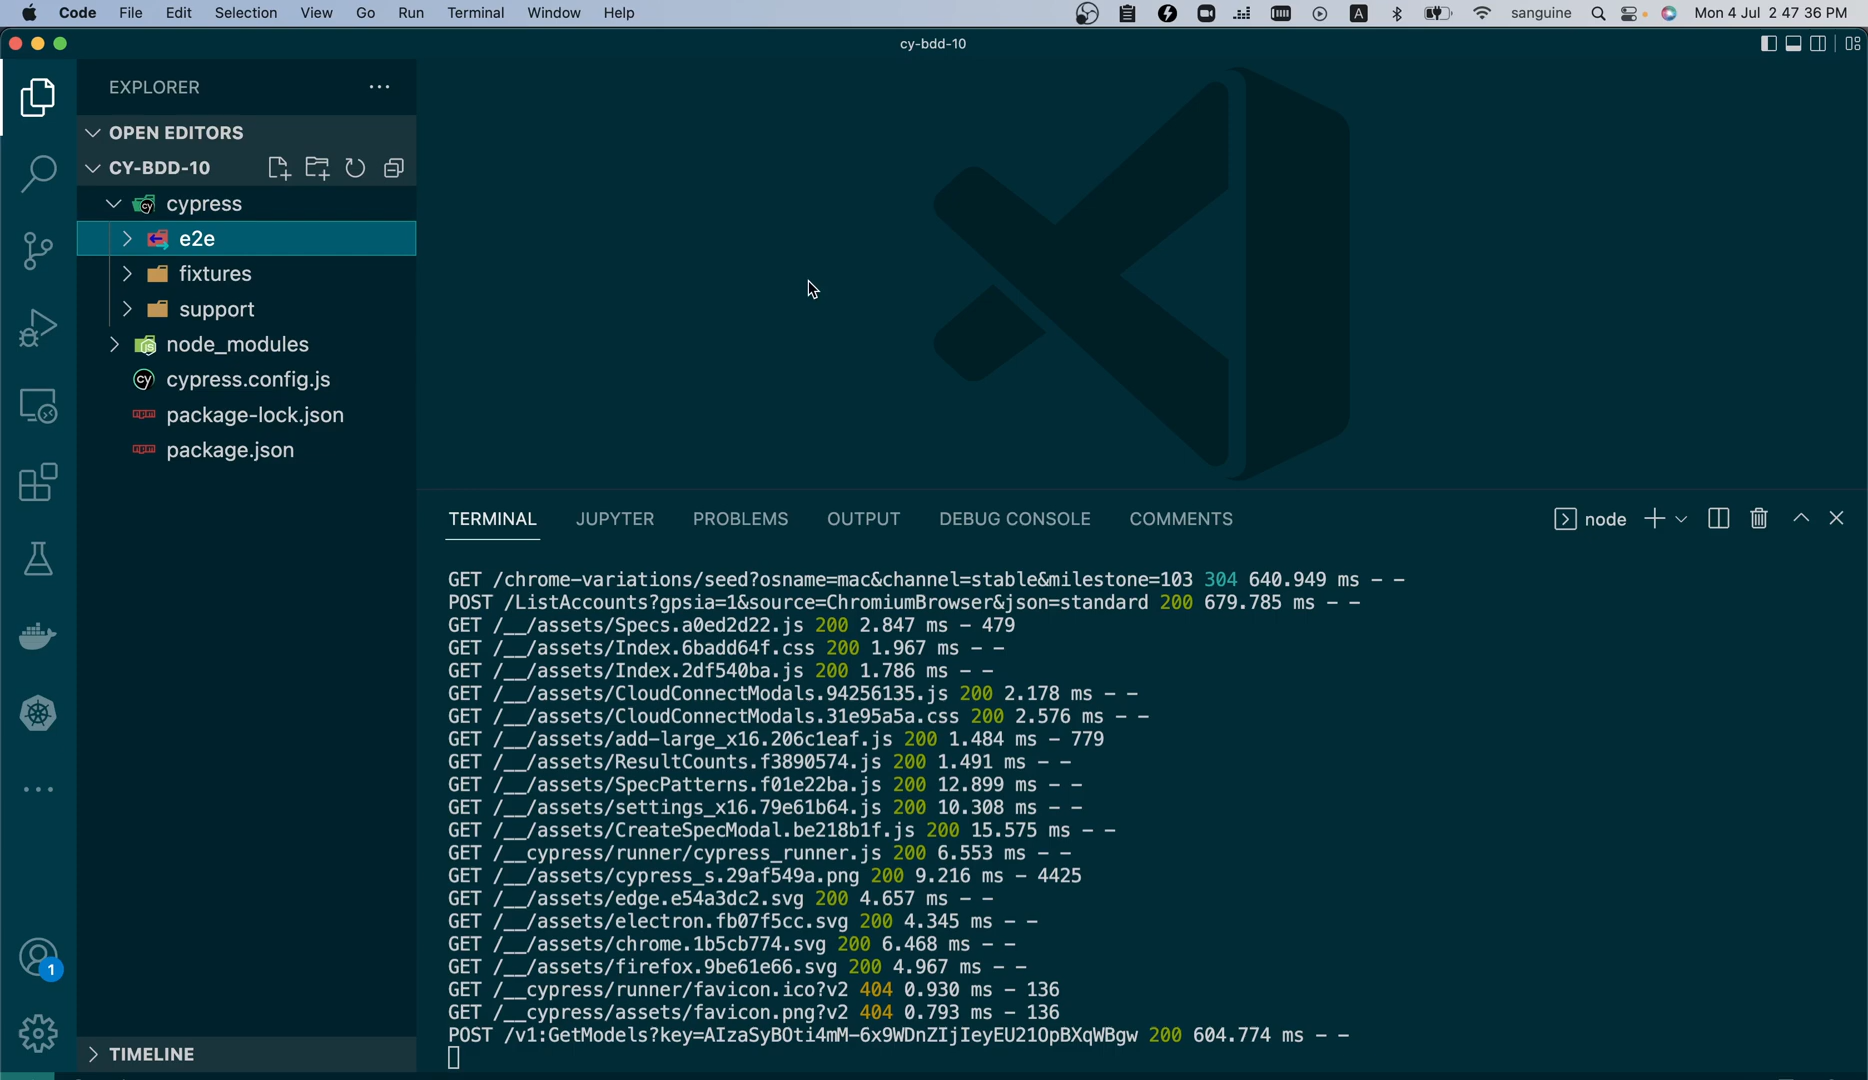 Code File Edit Selection View Go Run Terminal Window Help
A sanguine Mon 4 Jul 2 47 36 PM
cy-bdd-10
EXPLORER
OPEN EDITORS
CY-BDD-10
cypress
e2e
fixtures
support
node_modules
cypress.config.js
package-lock.json
package.json
1
TIMELINE
TERMINAL JUPYTER PROBLEMS OUTPUT DEBUG CONSOLE COMMENTS
node
GET /chrome-variations/seed?osname=mac&channel=stable&milestone=103 304 640.949 ms - -
POST /ListAccounts?gpsia=1&source=ChromiumBrowser&json=standard 200 679.785 ms - -
GET /__/assets/Specs.a0ed2d22.js 200 2.847 ms - 479
GET /__/assets/Index.6badd64f.css 200 1.967 ms - -
GET /__/assets/Index.2df540ba.js 200 1.786 ms - -
GET /__/assets/CloudConnectModals.94256135.js 200 2.178 ms - -
GET /__/assets/CloudConnectModals.31e95a5a.css 200 2.576 ms - -
GET /__/assets/add-large_x16.206c1eaf.js 200 1.484 ms - 779
GET /__/assets/ResultCounts.f3890574.js 200 1.491 ms - -
GET /__/assets/SpecPatterns.f01e22ba.js 200 12.899 ms - -
GET /__/assets/settings_x16.79e61b64.js 200 10.308 ms - -
GET /__/assets/CreateSpecModal.be218b1f.js 200 15.575 ms - -
GET /__cypress/runner/cypress_runner.js 200 6.553 ms - -
GET /__/assets/cypress_s.29af549a.png 200 9.216 ms - 4425
GET /__/assets/edge.e54a3dc2.svg 200 4.657 ms - -
GET /__/assets/electron.fb07f5cc.svg 200 4.345 ms - -
GET /__/assets/chrome.1b5cb774.svg 200 6.468 ms - -
GET /__/assets/firefox.9be61e66.svg 200 4.967 ms - -
GET /__cypress/runner/favicon.ico?v2 404 0.930 ms - 136
GET /__cypress/assets/favicon.png?v2 404 0.793 ms - 136
POST /v1:GetModels?key=AIzaSyBOti4mM-6x9WDnZIjIeyEU21OpBXqWBgw 200 604.774 ms - -